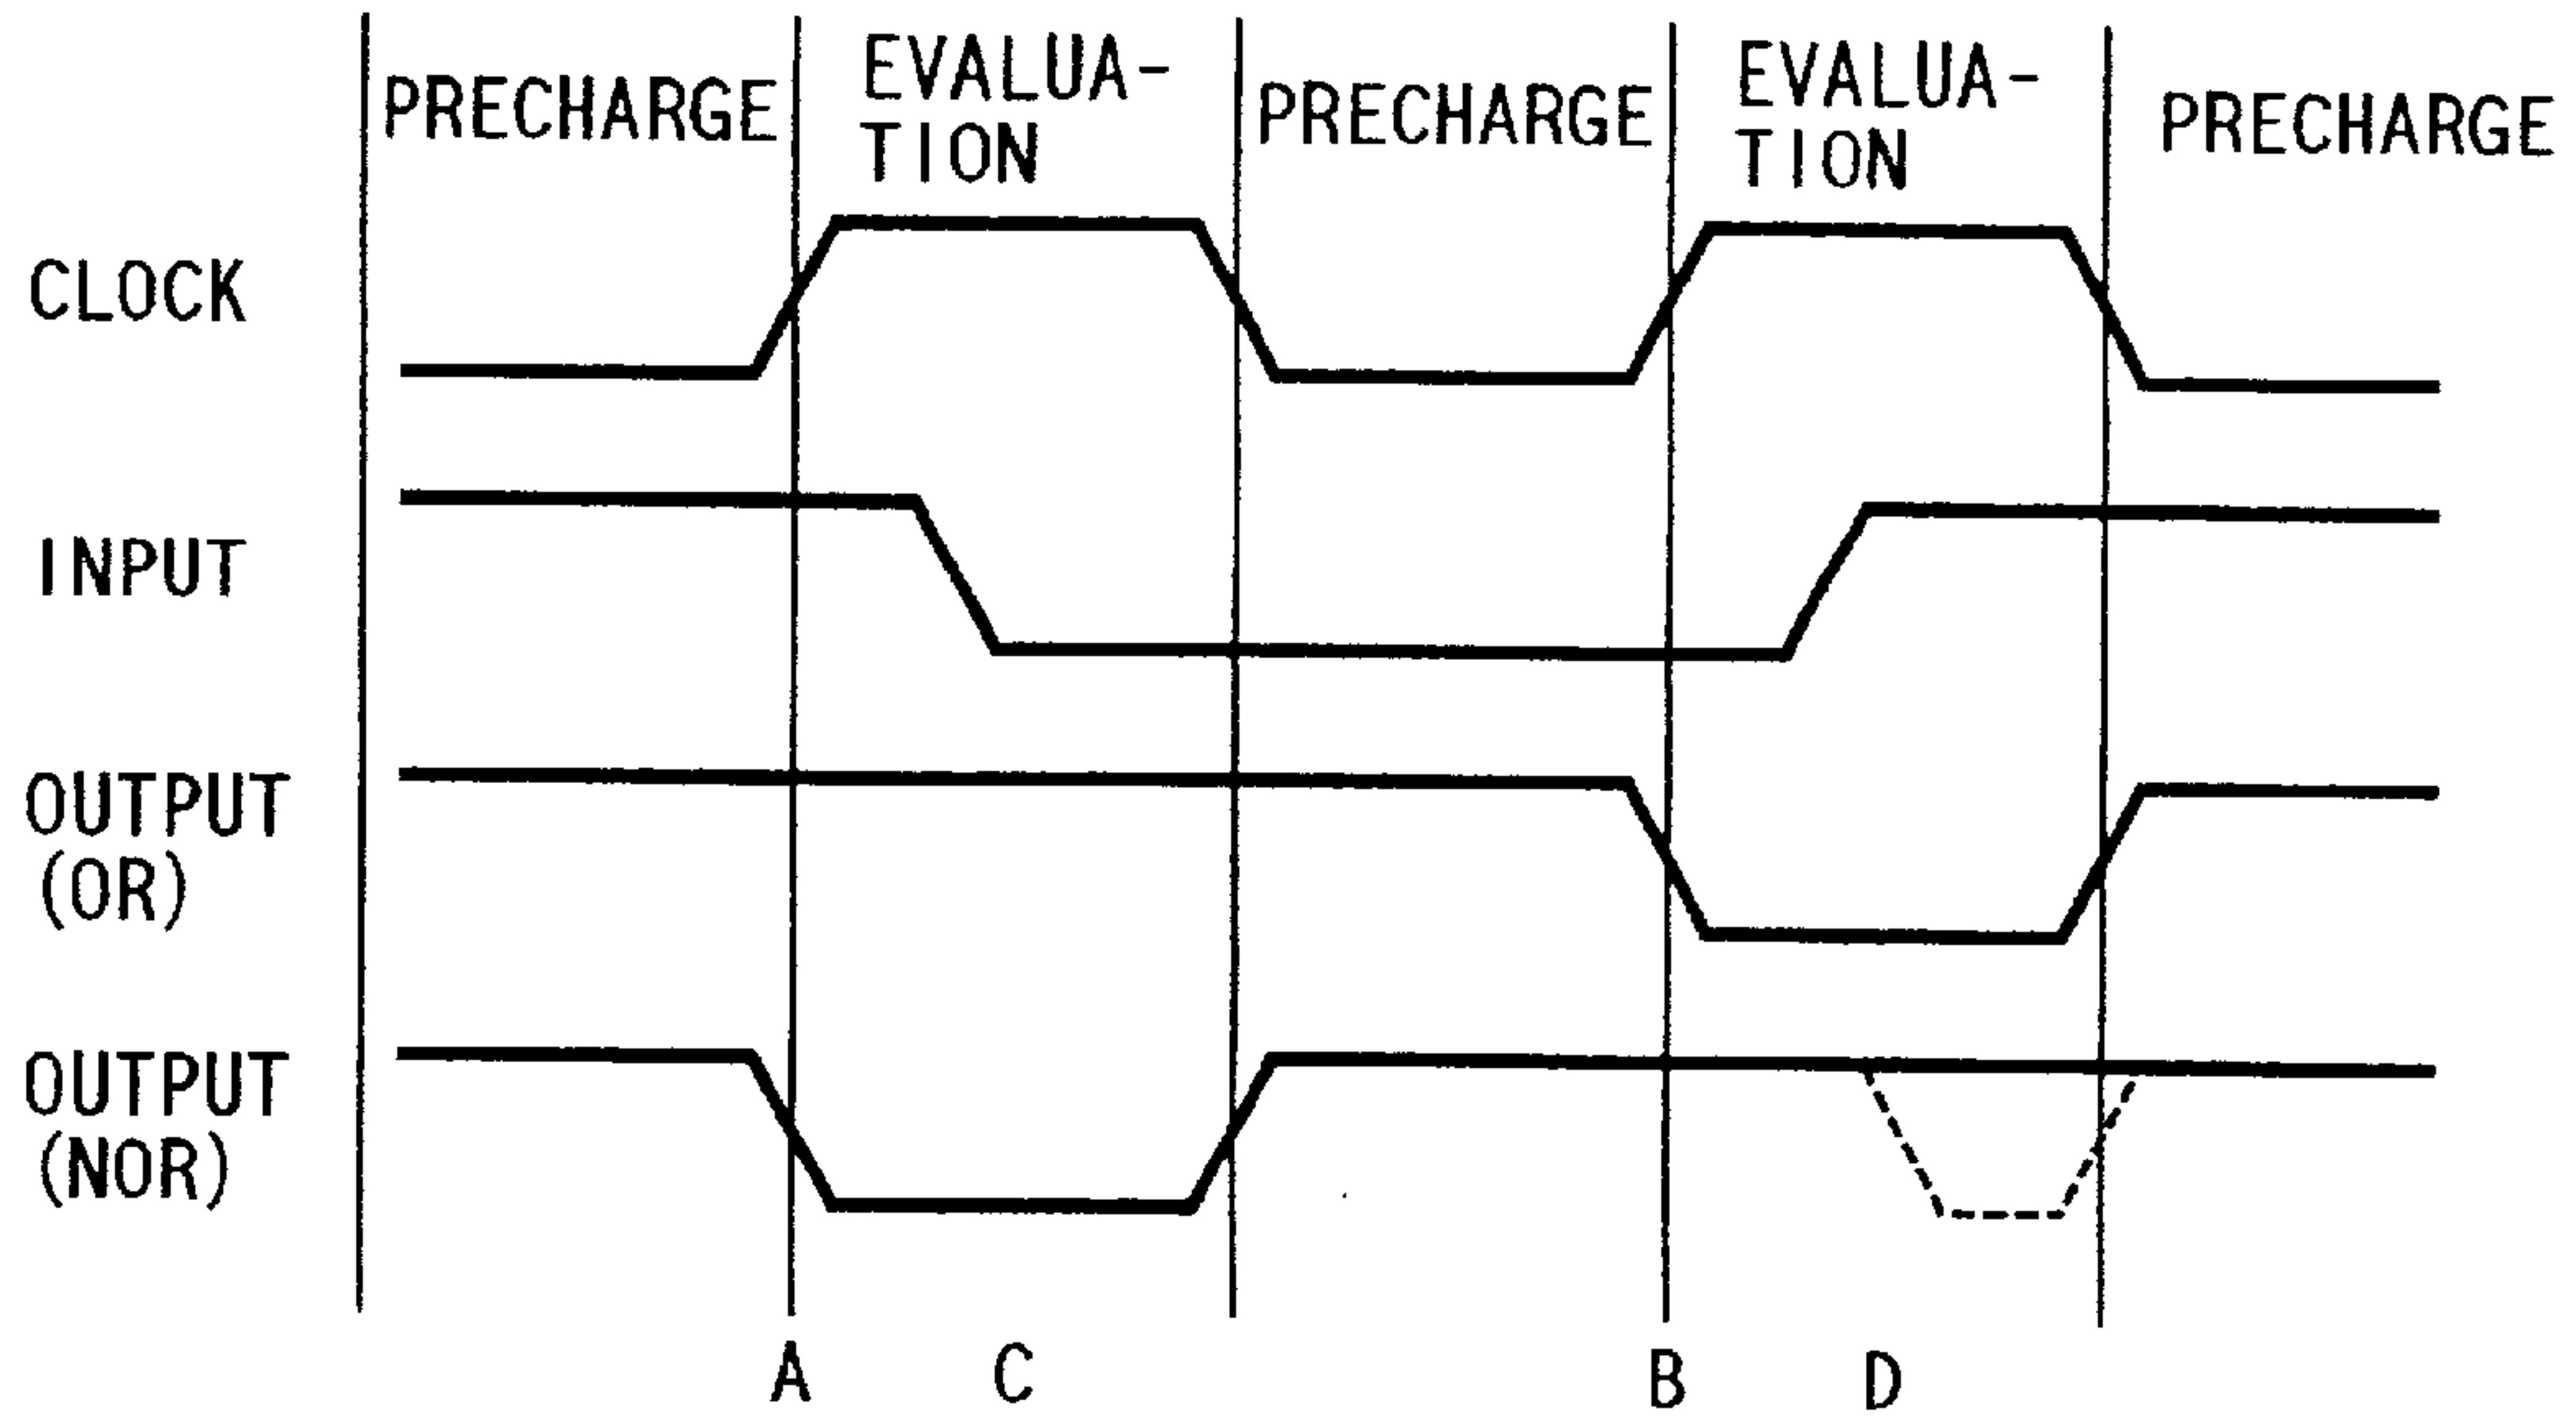 PRECHARGE
EVALUA-
TION
PRECHARGE
EVALUA-
TION
PRECHARGE
CLOCK
INPUT
OUTPUT
(OR)
OUTPUT
(NOR)
A
C
B
D